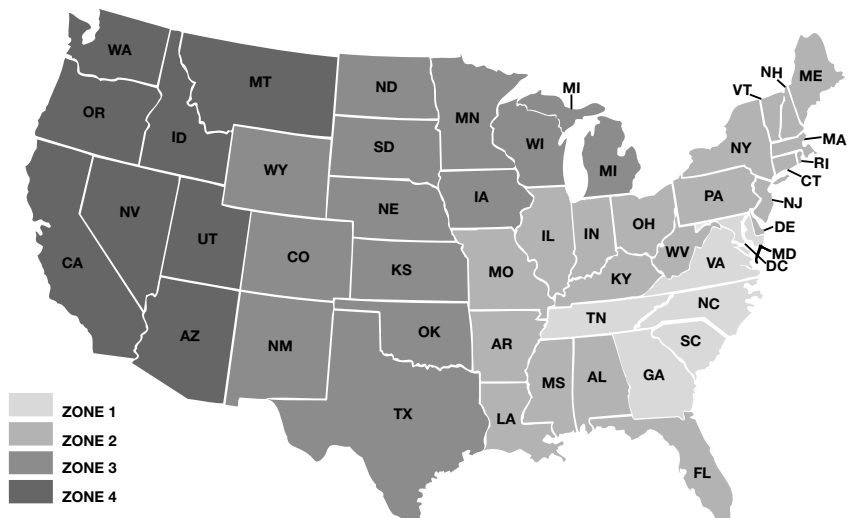 WA
MT
ND
MN
MI
NH
ME
VT
OR
ID
SD
WI
MI
NY
MA
RI
CT
WY
IA
PA
NJ
NE
NV
UT
CO
IL
IN
OH
WV
DE
MD
DC
CA
KS
MO
KY
VA
NC
TN
AZ
NM
OK
AR
SC
MS
AL
GA
TX
LA
FL
ZONE 1
ZONE 2
ZONE 3
ZONE 4